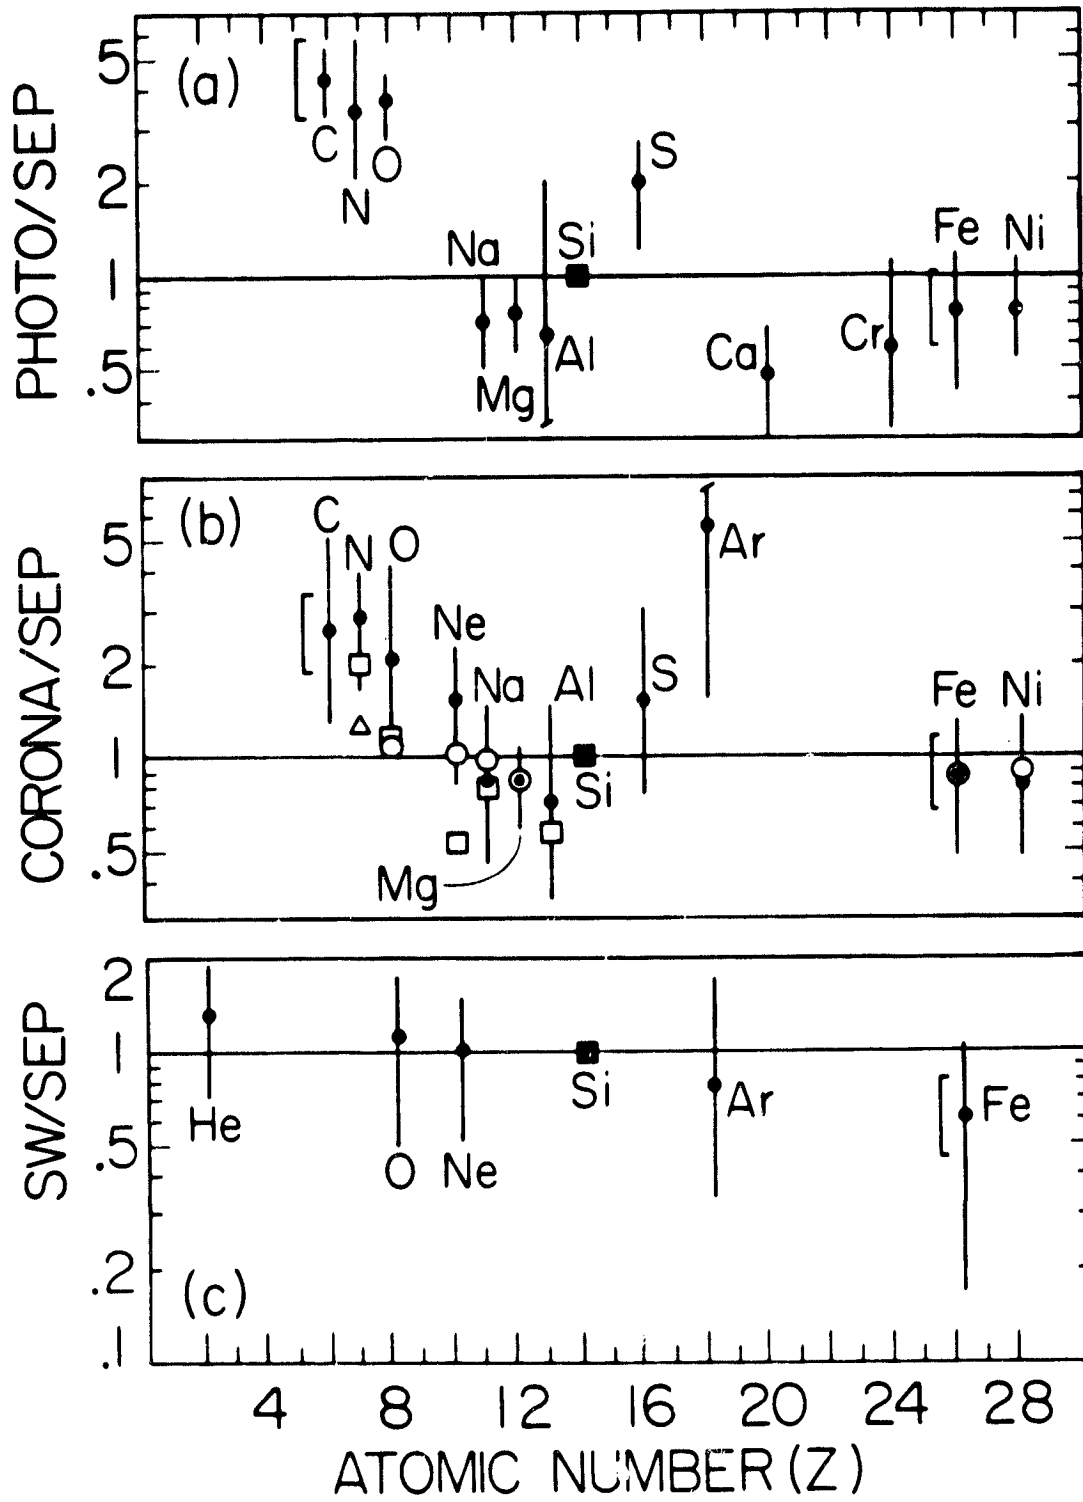 PHOTO/SEP
5
2
1
.5
(a)
C
N
O
Na
Mg
Al
Si
S
Ca
Cr
Fe
Ni
CORONA/SEP
5
2
1
.5
(b)
C
N
O
Ne
Na
Mg
Al
Si
S
Ar
Fe
Ni
SW/SEP
2
1
.5
.2
.1
(c)
He
O
Ne
Si
Ar
Fe
4 8 12 16 20 24 28
ATOMIC NUMBER (Z)